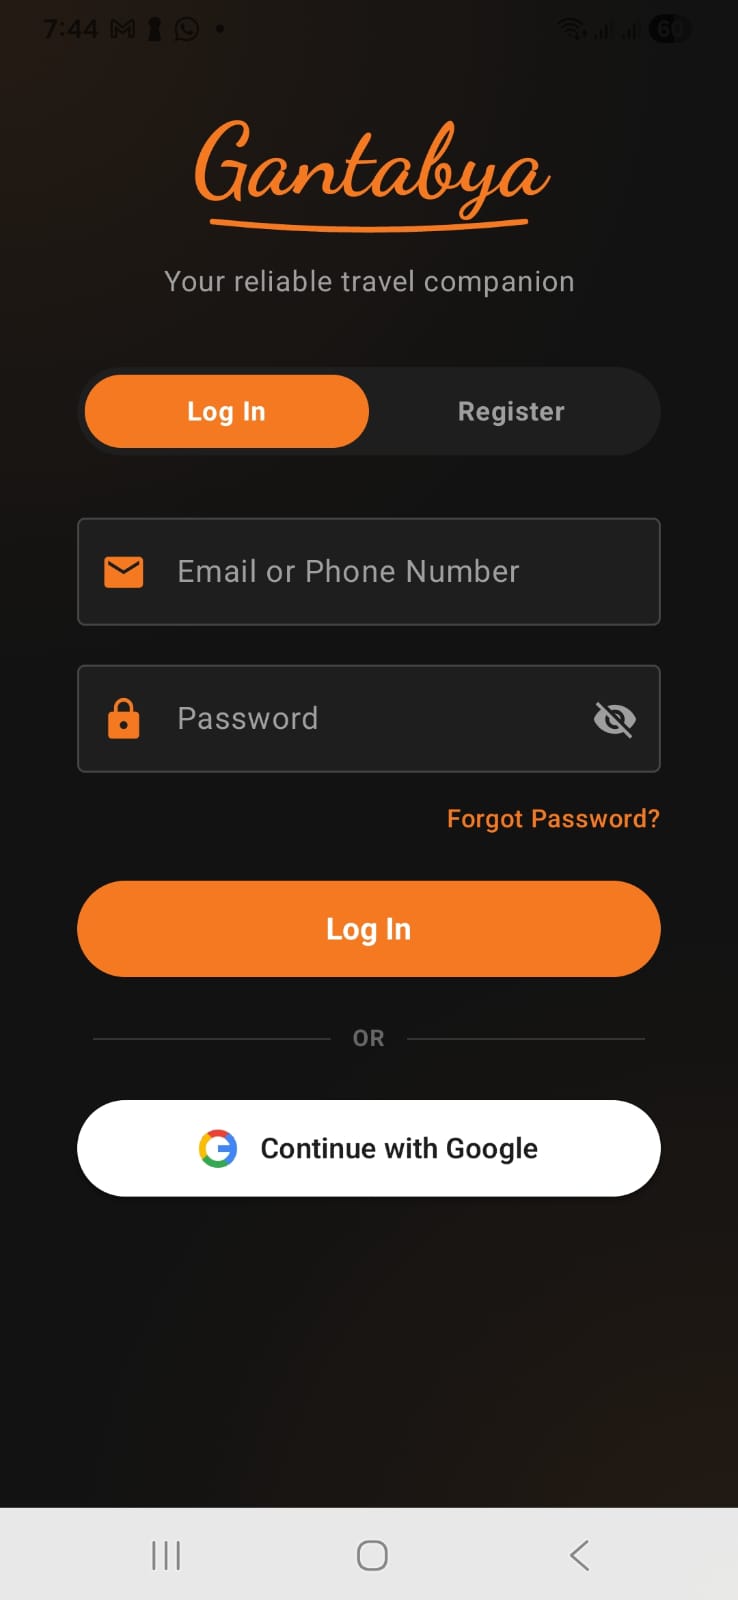 7:44
60
Gantabya
Your reliable travel companion
Log In
Register
Email or Phone Number
Password
Forgot Password?
Log In
OR
Continue with Google